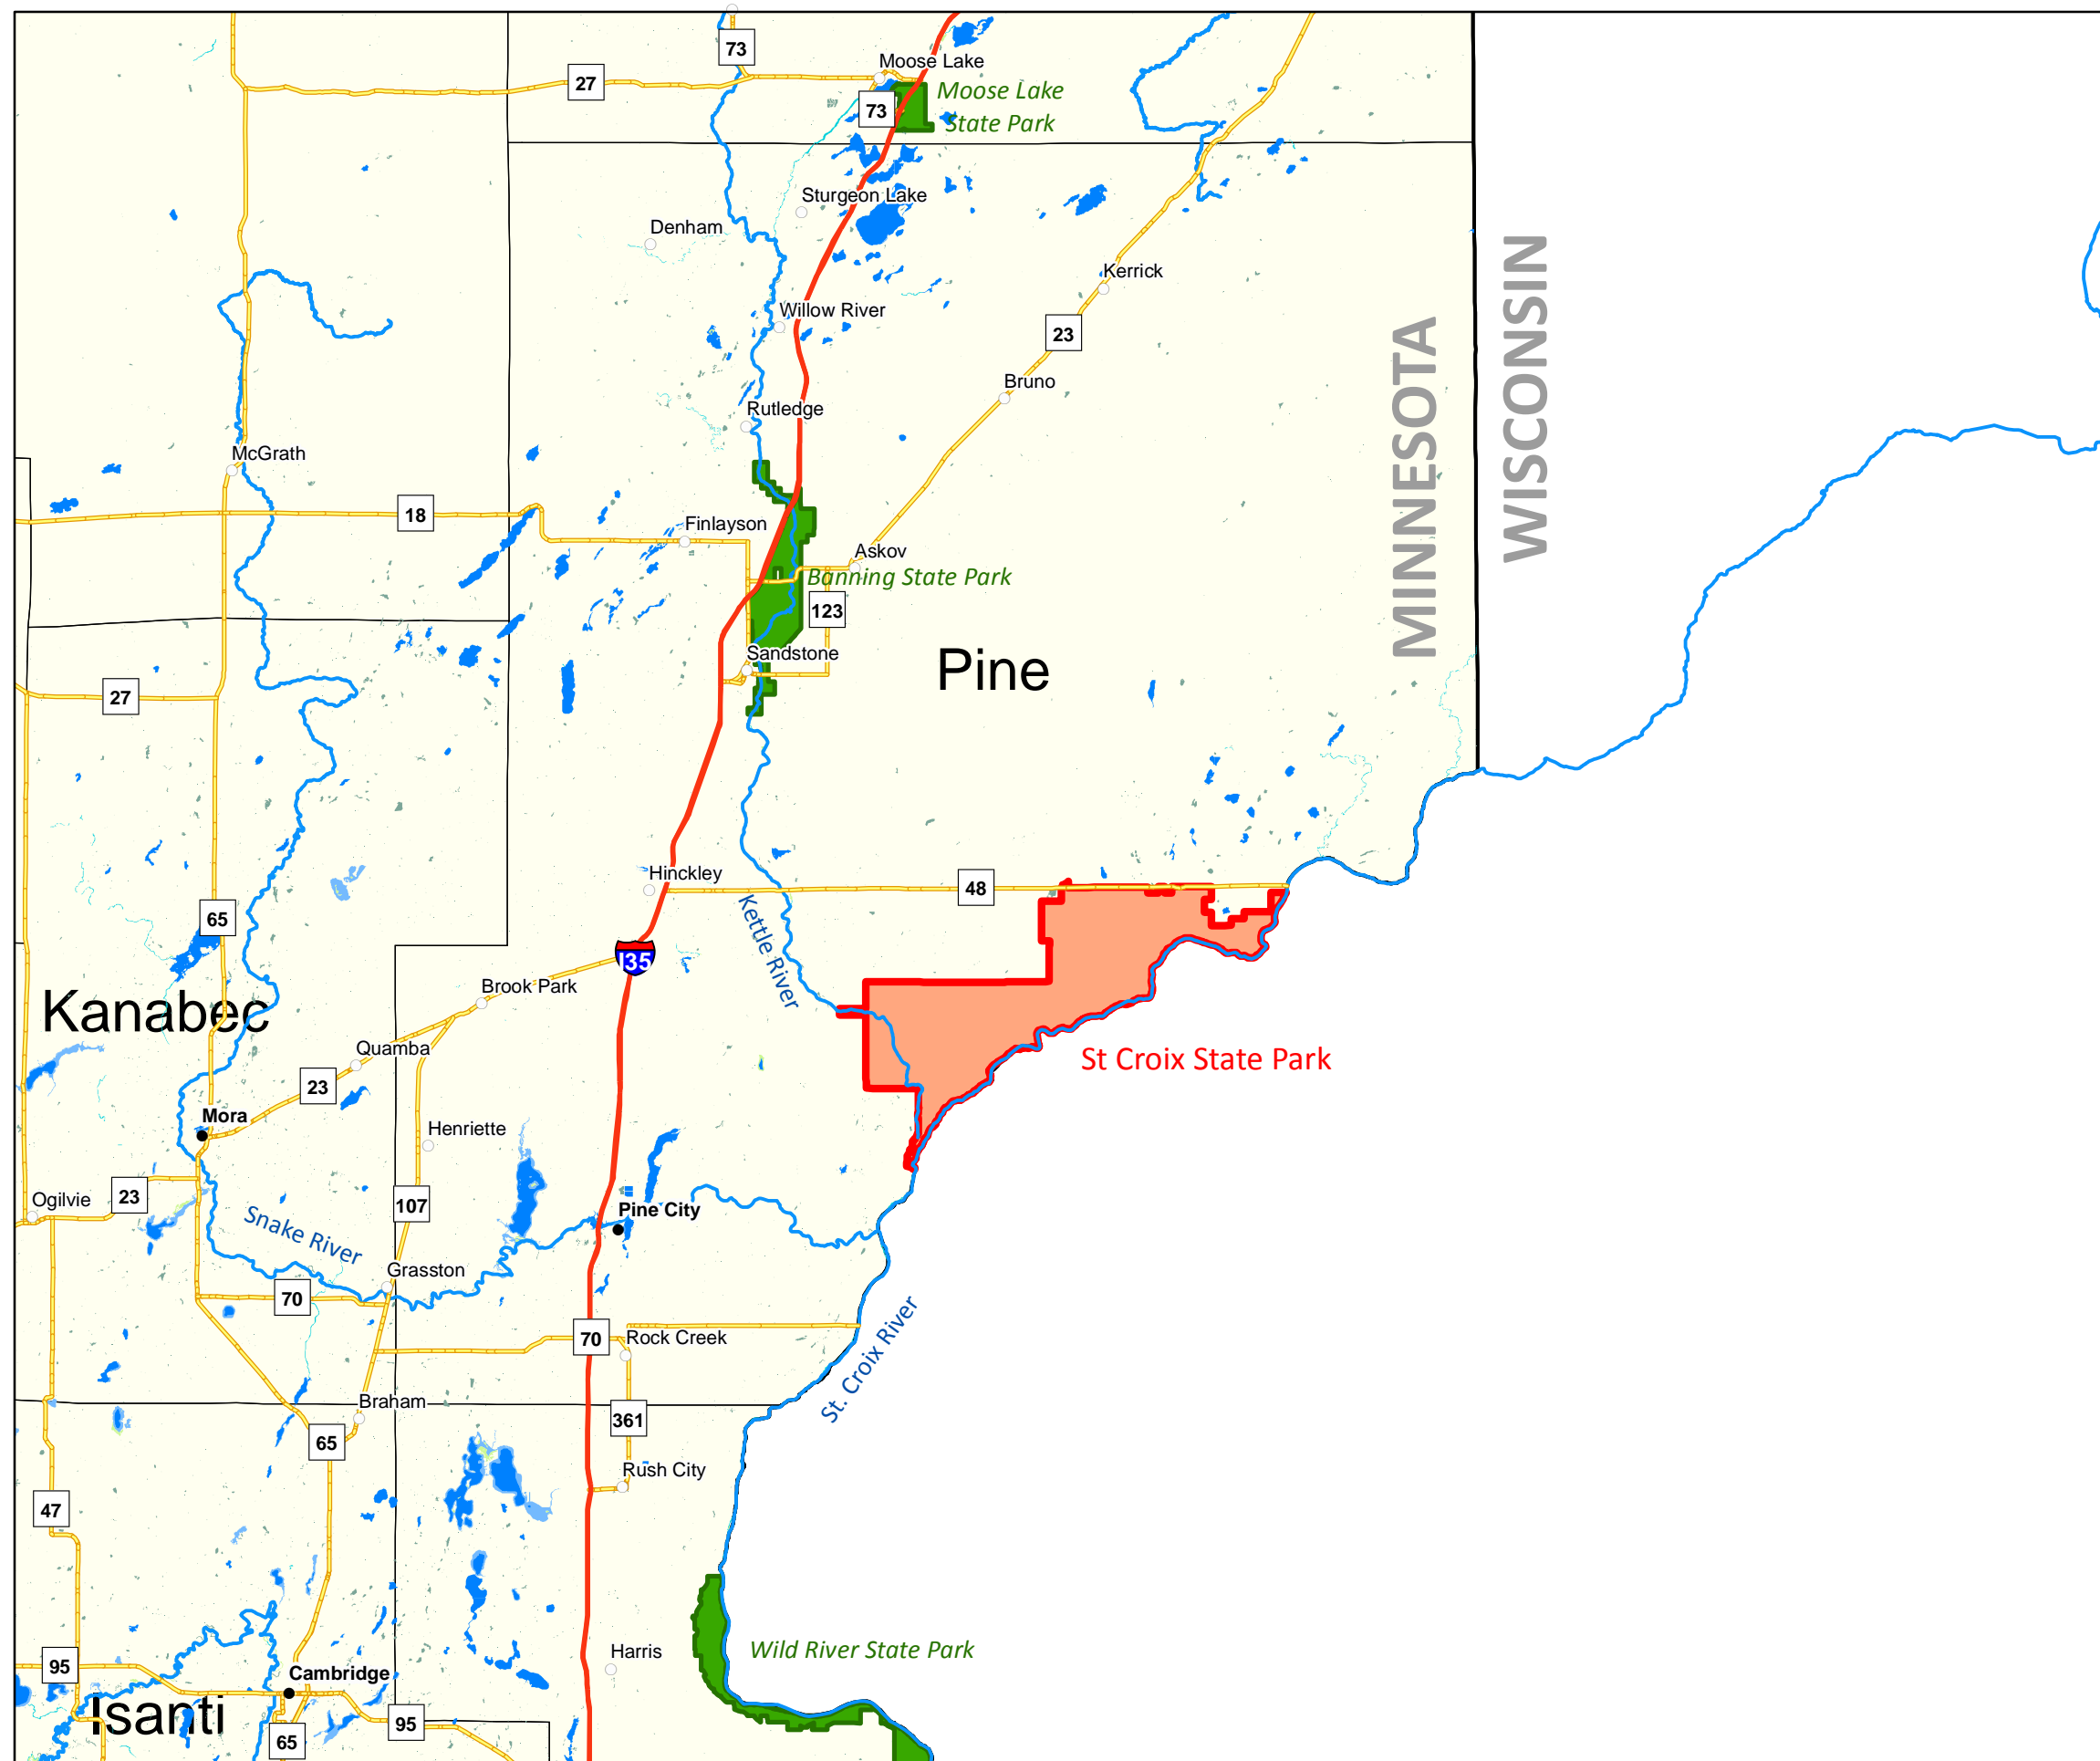 73
Moose Lake
27
Moose Lake
State Park
73
Sturgeon Lake
Denham
Kerrick
Willow River
23
MINNESOTA
WISCONSIN
Bruno
Rutledge
McGrath
18
Finlayson
Askov
Banning State Park
123
Sandstone
Pine
27
Hinckley
48
65
Kettle River
I35
Brook Park
Kanabec
Quamba
St Croix State Park
23
Mora
Henriette
Ogilvie
23
107
Pine City
Snake River
Grasston
70
70
Rock Creek
St. Croix River
Braham
361
65
Rush City
47
Harris
Wild River State Park
95
Cambridge
Isanti
95
65